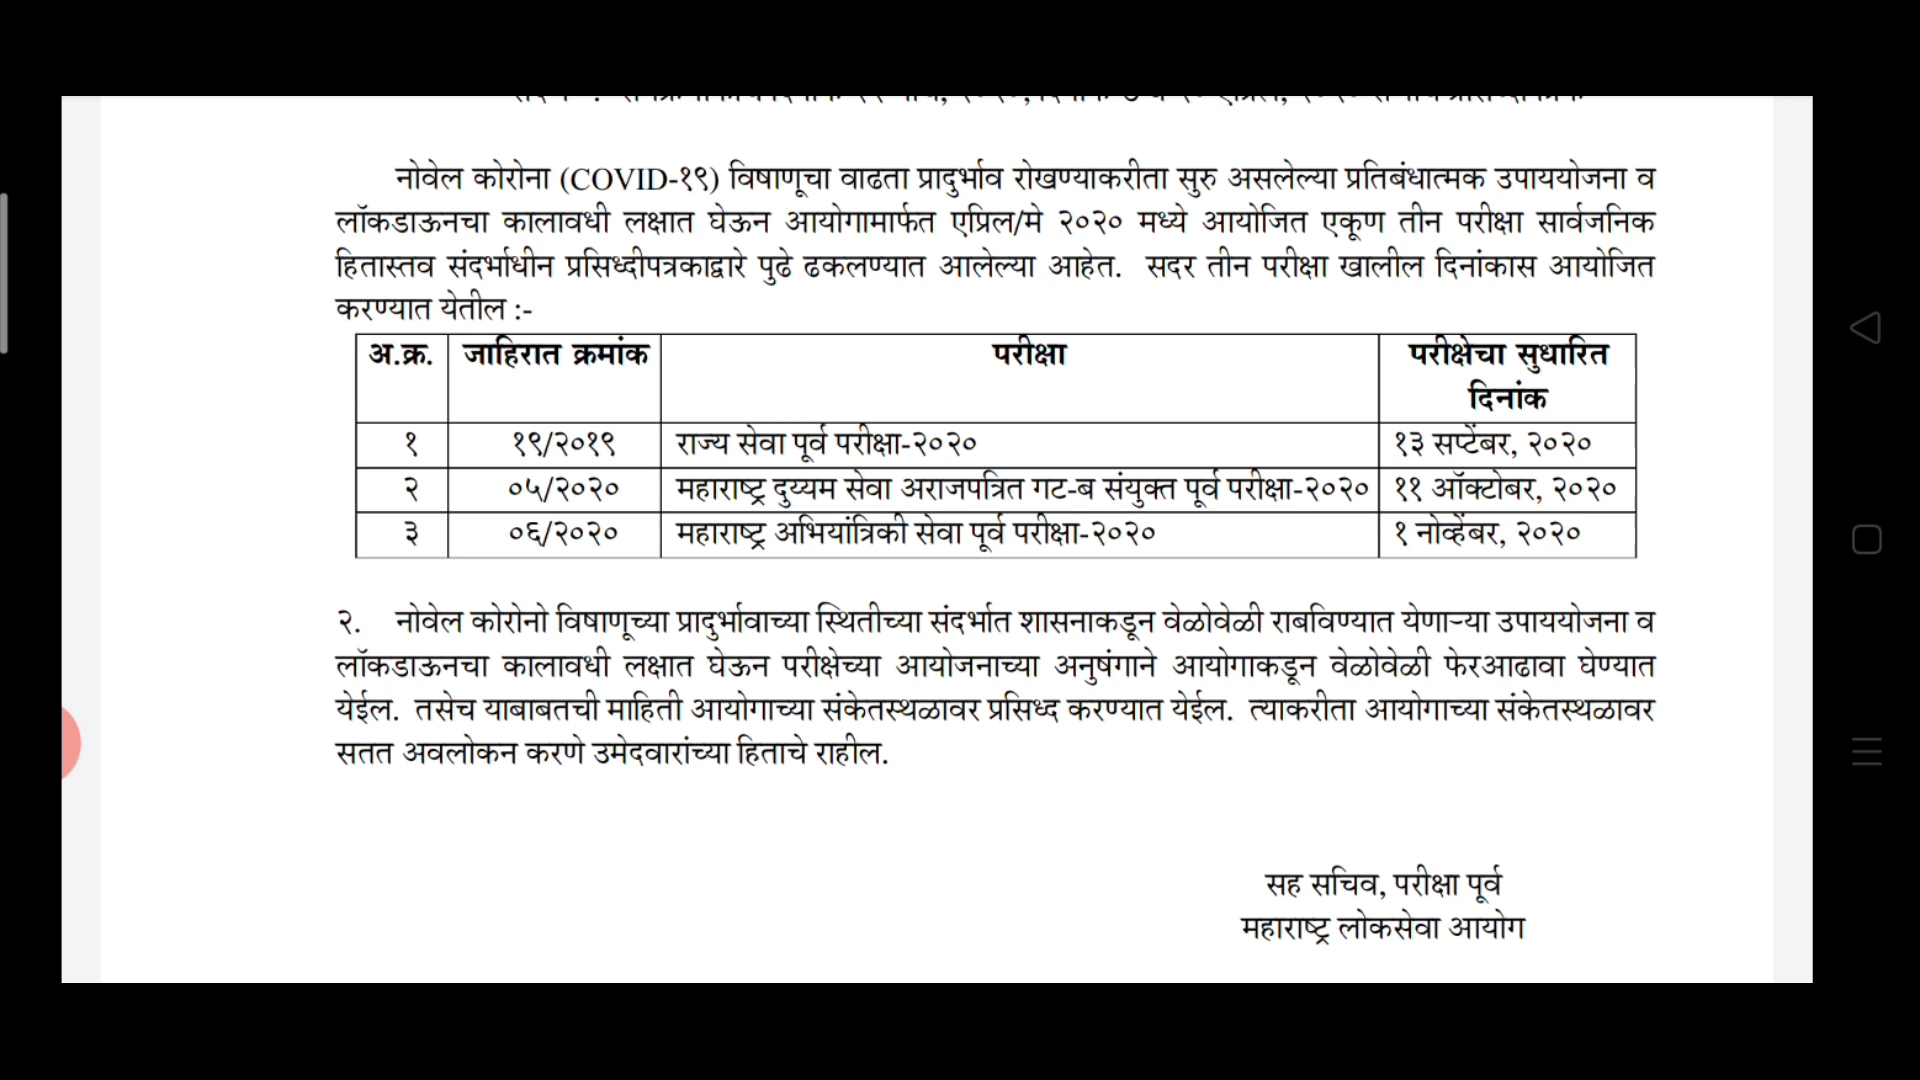 नोवेल कोरोना (COVID-१९) विषाणूचा वाढता प्रादुर्भाव रोखण्याकरीता सुरु असलेल्या प्रतिबंधात्मक उपाययोजना व
लॉकडाऊनचा कालावधी लक्षात घेऊन आयोगामार्फत एप्रिल/मे २०२० मध्ये आयोजित एकूण तीन परीक्षा सार्वजनिक
हितास्तव संदर्भाधीन प्रसिध्दीपत्रकाद्वारे पुढे ढकलण्यात आलेल्या आहेत. सदर तीन परीक्षा खालील दिनांकास आयोजित
करण्यात येतील :-
अ.क्र. जाहिरात क्रमांक परीक्षा परीक्षेचा सुधारित
दिनांक
१ १९/२०१९ राज्य सेवा पूर्व परीक्षा-२०२० १३ सप्टेंबर, २०२०
२ ०५/२०२० महाराष्ट्र दुय्यम सेवा अराजपत्रित गट-ब संयुक्त पूर्व परीक्षा-२०२० ११ ऑक्टोबर, २०२०
३ ०६/२०२० महाराष्ट्र अभियांत्रिकी सेवा पूर्व परीक्षा-२०२० १ नोव्हेंबर, २०२०
२. नोवेल कोरोनो विषाणूच्या प्रादुर्भावाच्या स्थितीच्या संदर्भात शासनाकडून वेळोवेळी राबविण्यात येणाऱ्या उपाययोजना व
लॉकडाऊनचा कालावधी लक्षात घेऊन परीक्षेच्या आयोजनाच्या अनुषंगाने आयोगाकडून वेळोवेळी फेरआढावा घेण्यात
येईल. तसेच याबाबतची माहिती आयोगाच्या संकेतस्थळावर प्रसिध्द करण्यात येईल. त्याकरीता आयोगाच्या संकेतस्थळावर
सतत अवलोकन करणे उमेदवारांच्या हिताचे राहील.
सह सचिव, परीक्षा पूर्व
महाराष्ट्र लोकसेवा आयोग